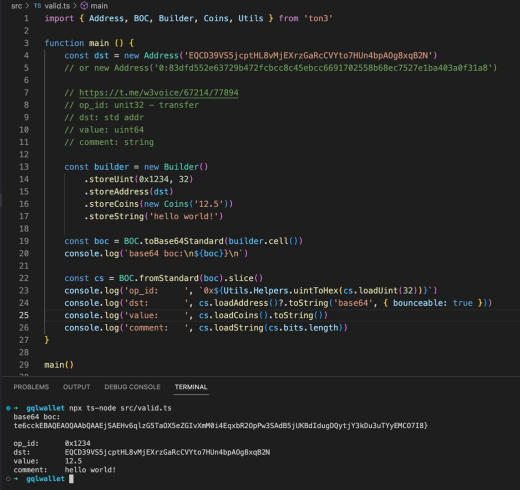 src > TS valid.ts > main
1 import { Address, BOC, Builder, Coins, Utils } from 'ton3'
2
3 function main () {
4 const dst = new Address('EQCD39VS5jcptHL8vMjEXrzGaRcCVYto7HUn4bpAOg8xqB2N')
5 // or new Address('0:83dfd552e63729b472fcbcc8c45ebcc6691702558b68ec7527e1ba403a0f31a8')
6
7 // https://t.me/w3voice/67214/77894
8 // op_id: unit32 - transfer
9 // dst: std addr
10 // value: uint64
11 // comment: string
12
13 const builder = new Builder()
14 .storeUint(0x1234, 32)
15 .storeAddress(dst)
16 .storeCoins(new Coins('12.5'))
17 .storeString('hello world!')
18
19 const boc = BOC.toBase64Standard(builder.cell())
20 console.log(`base64 boc:\n${boc}}\n`)
21
22 const cs = BOC.fromStandard(boc).slice()
23 console.log('op_id: ', `0x${Utils.Helpers.uintToHex(cs.loadUint(32))}`)
24 console.log('dst: ', cs.loadAddress()?.toString('base64', { bounceable: true }))
25 console.log('value: ', cs.loadCoins().toString())
26 console.log('comment: ', cs.loadString(cs.bits.length))
27 }
28
29 main()
PROBLEMS OUTPUT DEBUG CONSOLE TERMINAL
➜ gqlwallet npx ts-node src/valid.ts
base64 boc:
te6cckEBAQEAOQAAbQAAEjSAEHv6qlzG5TaOX5eZGIvXmM0i4EqxbR2OpPw3SAdB5jUKBdIdugDQytjY3kDu3uTYyEMCO7I8}
op_id: 0x1234
dst: EQCD39VS5jcptHL8vMjEXrzGaRcCVYto7HUn4bpAOg8xqB2N
value: 12.5
comment: hello world!
➜ gqlwallet